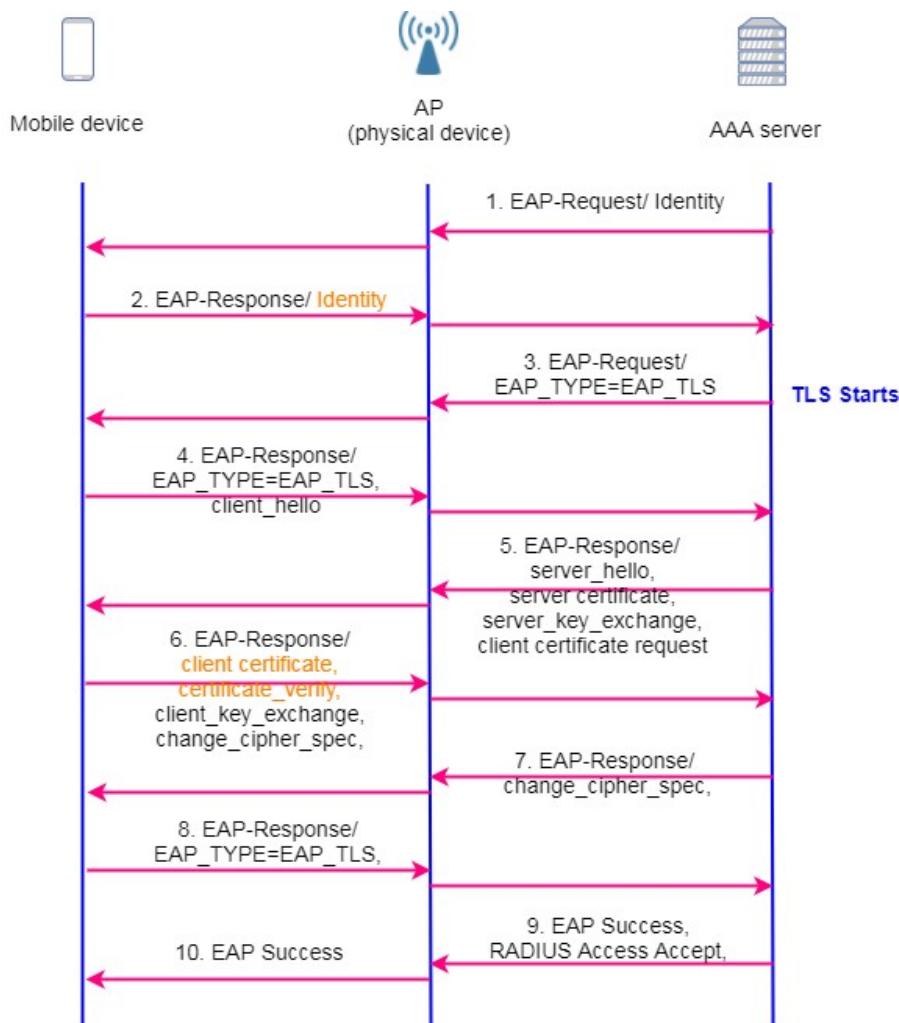 Mobile device
AP
(physical device)
AAA server
1. EAP-Request/ Identity
2. EAP-Response/ Identity
3. EAP-Request/
EAP_TYPE=EAP_TLS
TLS Starts
4. EAP-Response/
EAP_TYPE=EAP_TLS,
client_hello
5. EAP-Response/
server_hello,
server certificate,
server_key_exchange,
client certificate request
6. EAP-Response/
client certificate,
certificate_verify,
client_key_exchange,
change_cipher_spec,
7. EAP-Response/
change_cipher_spec,
8. EAP-Response/
EAP_TYPE=EAP_TLS,
9. EAP Success,
RADIUS Access Accept,
10. EAP Success